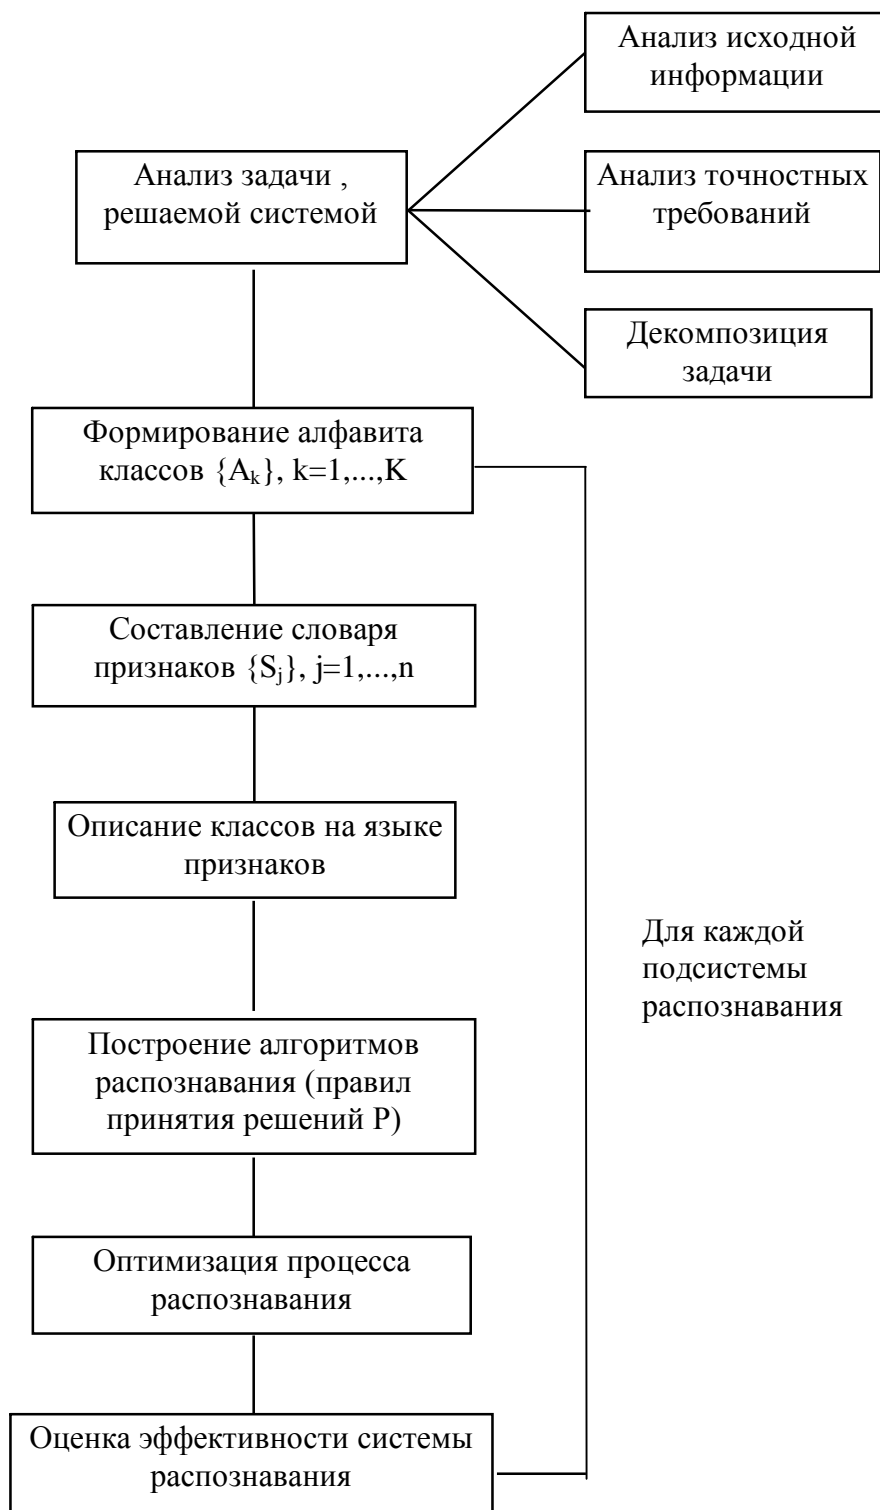 Анализ исходной
информации
Анализ задачи ,
решаемой системой
Анализ точностных
требований
Декомпозиция
задачи
Формирование алфавита
классов {Aₖ}, k=1,...,K
Составление словаря
признаков {Sⱼ}, j=1,...,n
Описание классов на языке
признаков
Для каждой
подсистемы
распознавания
Построение алгоритмов
распознавания (правил
принятия решений P)
Оптимизация процесса
распознавания
Оценка эффективности системы
распознавания